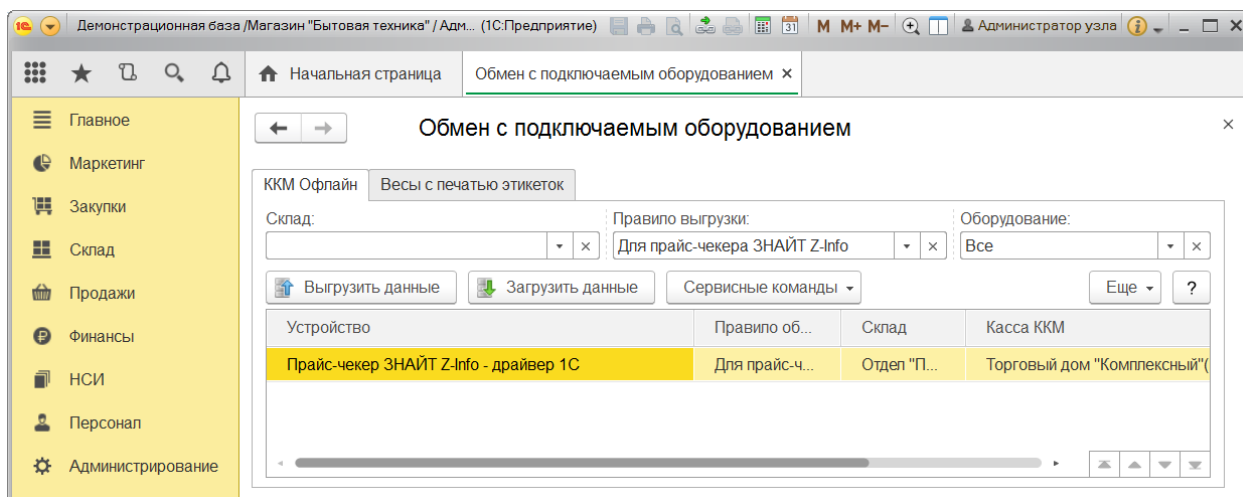 Демонстрационная база /Магазин "Бытовая техника" / Адм... (1С:Предприятие) 31 M M+ M- Администратор узла
Начальная страница Обмен с подключаемым оборудованием ×
Главное
Маркетинг
Закупки
Склад
Продажи
Финансы
НСИ
Персонал
Администрирование
Обмен с подключаемым оборудованием
ККМ Офлайн Весы с печатью этикеток
Склад: Правило выгрузки: Оборудование:
Для прайс-чекера ЗНАЙТ Z-Info Все
Выгрузить данные Загрузить данные Сервисные команды Еще ?
Устройство Правило об... Склад Касса ККМ
Прайс-чекер ЗНАЙТ Z-Info - драйвер 1С Для прайс-ч... Отдел "П... Торговый дом "Комплексный"(